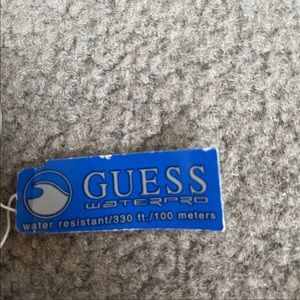 GUESS
WATERPRO
water resistant/330 ft./100 meters